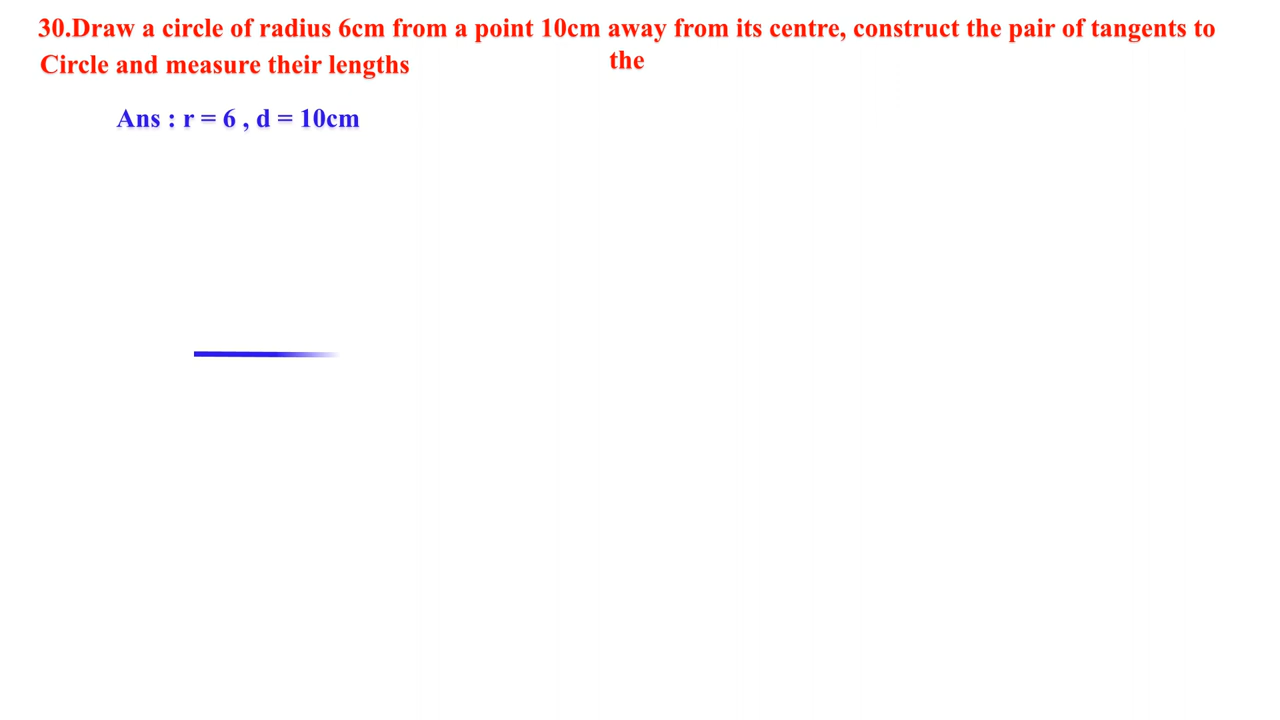 30.Draw a circle of radius 6cm from a point 10cm away from its centre, construct the pair of tangents to
the
Circle and measure their lengths
Ans : r = 6 , d = 10cm